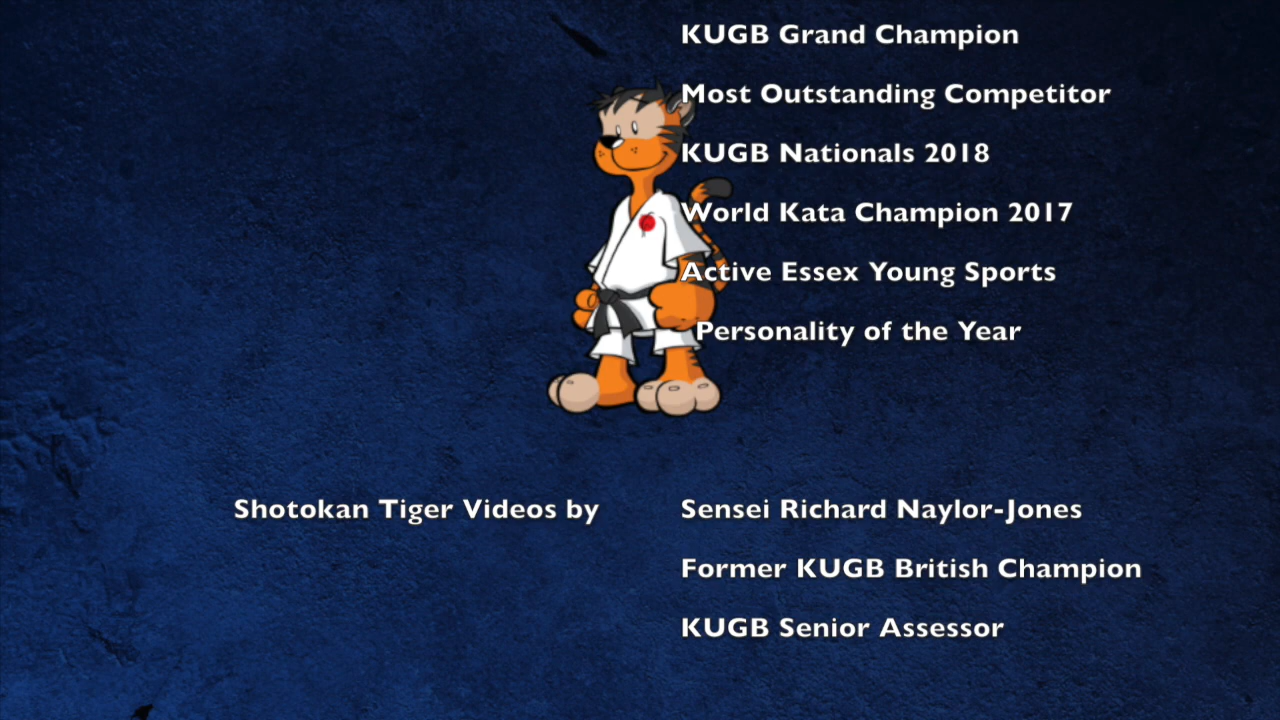 KUGB Grand Champion
Most Outstanding Competitor
KUGB Nationals 2018
World Kata Champion 2017
Active Essex Young Sports
Personality of the Year
Shotokan Tiger Videos by Sensei Richard Naylor-Jones
Former KUGB British Champion
KUGB Senior Assessor